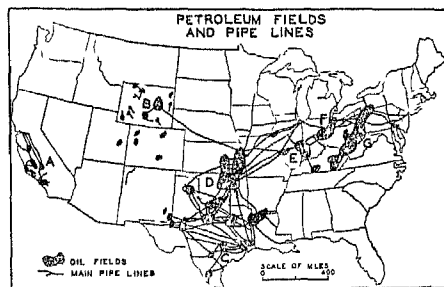 PETROLEUM FIELDS
AND PIPE LINES
A
B
D
E
F
G
OIL FIELDS
MAIN PIPE LINES
SCALE OF MILES
0 400